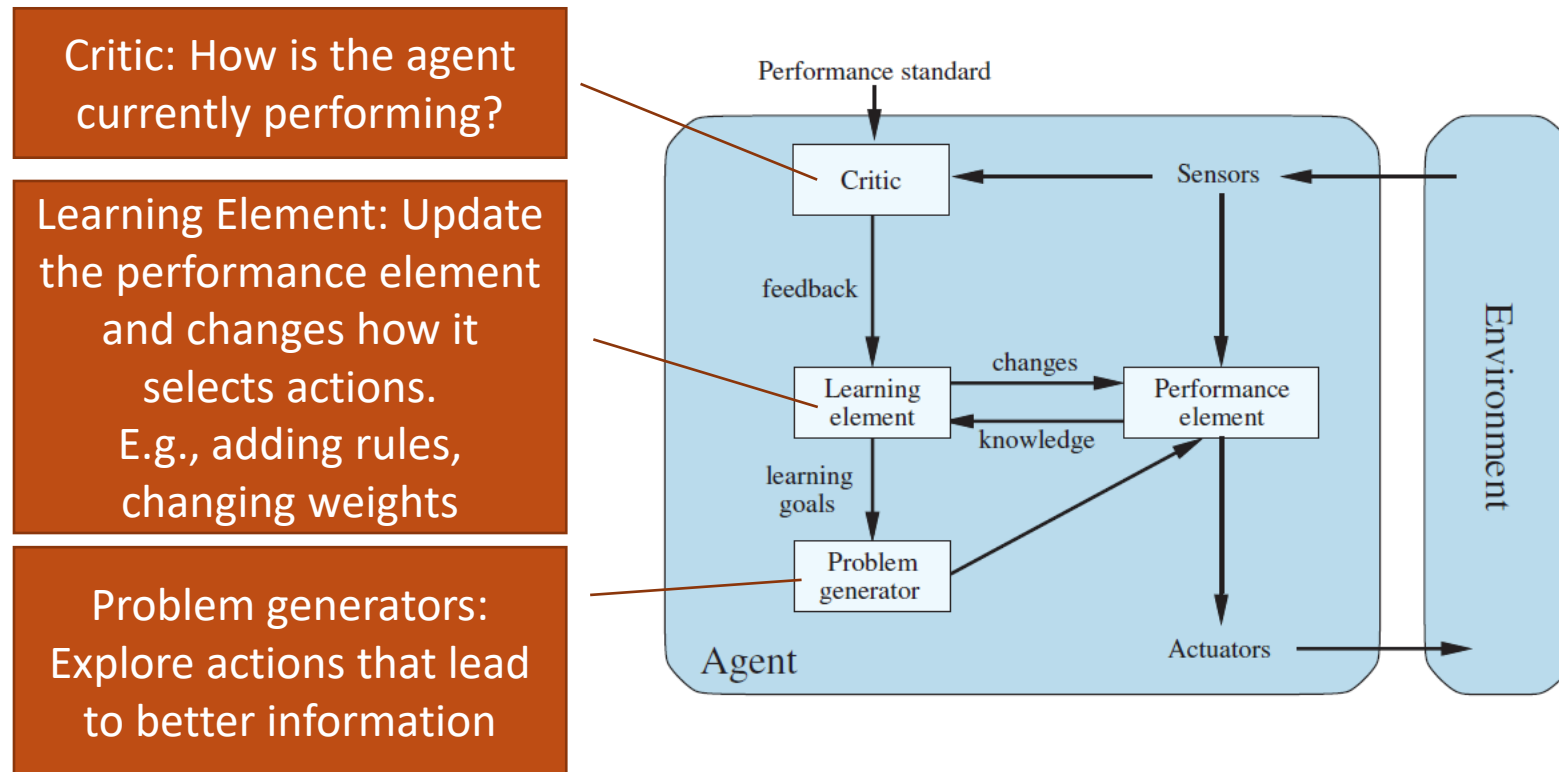 Critic: How is the agent
currently performing?
Learning Element: Update
the performance element
and changes how it
selects actions.
E.g., adding rules,
changing weights
Problem generators:
Explore actions that lead
to better information
Performance standard
Critic
Sensors
feedback
changes
Learning
element
Performance
element
knowledge
learning
goals
Problem
generator
Agent
Actuators
Environment